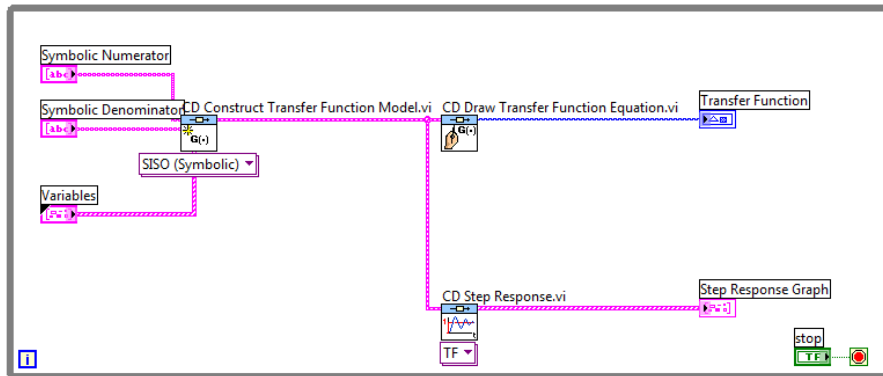 Symbolic Numerator
[abc]
Symbolic Denominator
[abc]
CD Construct Transfer Function Model.vi
G(·)
SISO (Symbolic)
Variables
CD Draw Transfer Function Equation.vi
G(·)
Transfer Function
CD Step Response.vi
TF
Step Response Graph
stop
TF
i